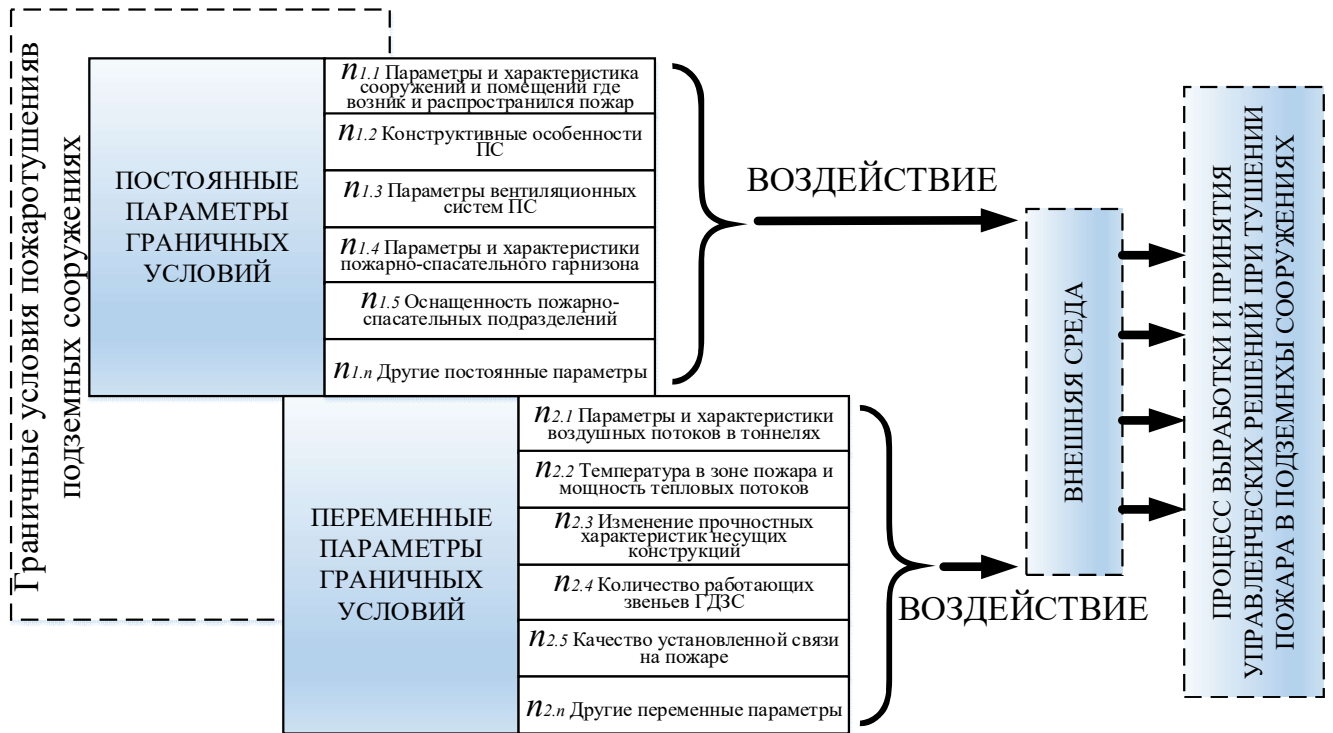 Граничные условия пожаротушенияв
подземных сооружениях
ПОСТОЯННЫЕ
ПАРАМЕТРЫ
ГРАНИЧНЫХ
УСЛОВИЙ
n1.1 Параметры и характеристика
сооружений и помещений где
возник и распространился пожар
n1.2 Конструктивные особенности
ПС
n1.3 Параметры вентиляционных
систем ПС
n1.4 Параметры и характеристики
пожарно-спасательного гарнизона
n1.5 Оснащенность пожарно-
спасательных подразделений
n1.n Другие постоянные параметры
ВОЗДЕЙСТВИЕ
ПЕРЕМЕННЫЕ
ПАРАМЕТРЫ
ГРАНИЧНЫХ
УСЛОВИЙ
n2.1 Параметры и характеристики
воздушных потоков в тоннелях
n2.2 Температура в зоне пожара и
мощность тепловых потоков
n2.3 Изменение прочностных
характеристик несущих
конструкций
n2.4 Количество работающих
звеньев ГДЗС
n2.5 Качество установленной связи
на пожаре
n2.n Другие переменные параметры
ВОЗДЕЙСТВИЕ
ВНЕШНЯЯ СРЕДА
ПРОЦЕСС ВЫРАБОТКИ И ПРИНЯТИЯ
УПРАВЛЕНЧЕСКИХ РЕШЕНИЙ ПРИ ТУШЕНИИ
ПОЖАРА В ПОДЗЕМНХЫ СООРУЖЕНИЯХ